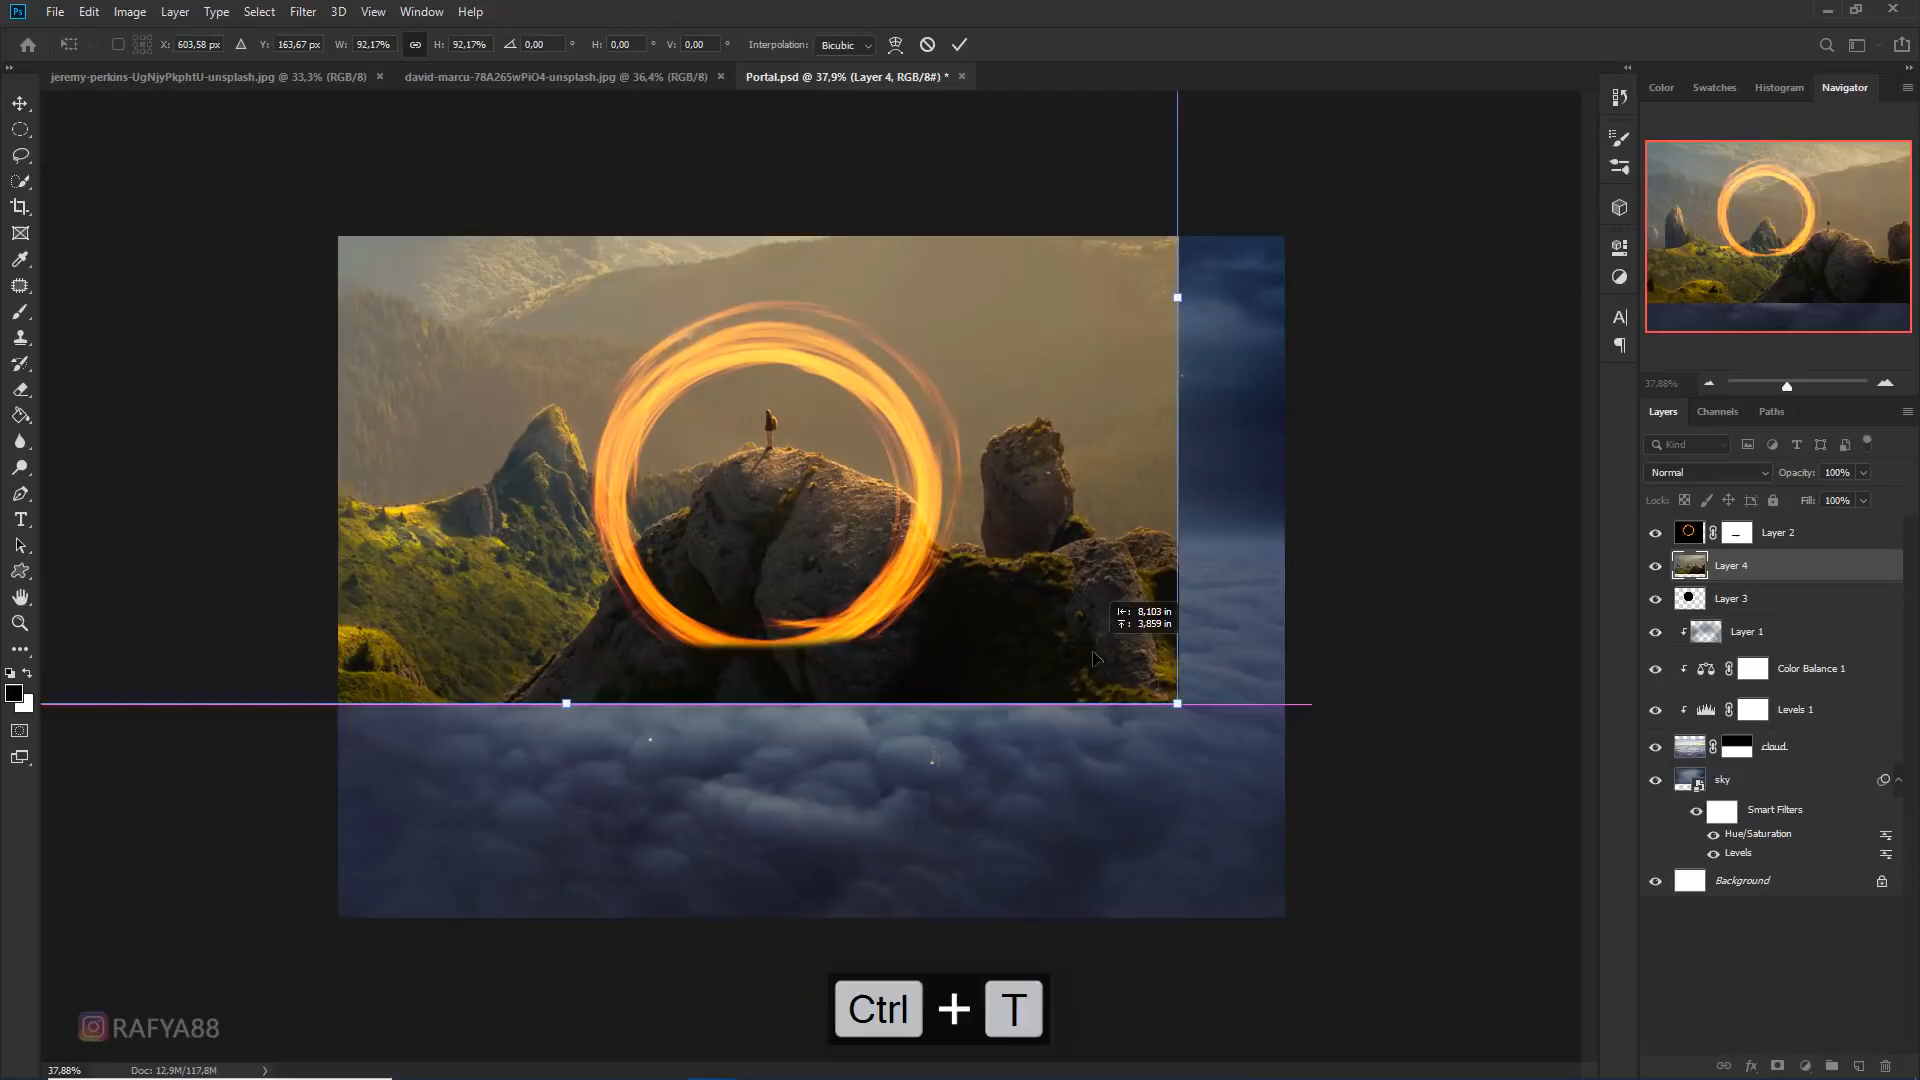 Ps File Edit Image Layer Type Select Filter 3D View Window Help
X: 603,58 px Y: 163,67 px W: 92,17% H: 92,17% 0,00 ° H: 0,00 ° V: 0,00 ° Interpolation: Bicubic
jeremy-perkins-UgNjyPkphtU-unsplash.jpg @ 33,3% (RGB/8) × david-marcu-78A265wPiO4-unsplash.jpg @ 36,4% (RGB/8) × Portal.psd @ 37,9% (Layer 4, RGB/8#) * ×
Color Swatches Histogram Navigator
37,88%
Layers Channels Paths
Kind
Normal Opacity: 100%
Lock: Fill: 100%
Layer 2
Layer 4
Layer 3
Layer 1
Color Balance 1
Levels 1
cloud
sky
Smart Filters
Hue/Saturation
Levels
Background
8,103 in
3,859 in
Ctrl + T
RAFYA88
37,88% Doc: 12,9M/117,8M